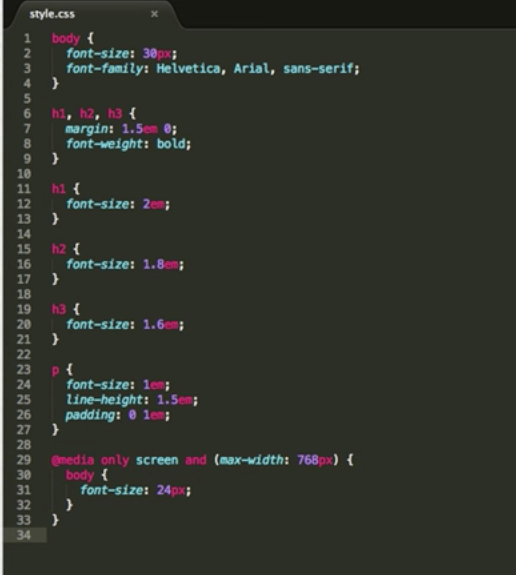 style.css ×
1 body {
2   font-size: 30px;
3   font-family: Helvetica, Arial, sans-serif;
4 }
5
6 h1, h2, h3 {
7   margin: 1.5em 0;
8   font-weight: bold;
9 }
10
11 h1 {
12   font-size: 2em;
13 }
14
15 h2 {
16   font-size: 1.8em;
17 }
18
19 h3 {
20   font-size: 1.6em;
21 }
22
23 p {
24   font-size: 1em;
25   line-height: 1.5em;
26   padding: 0 1em;
27 }
28
29 @media only screen and (max-width: 768px) {
30   body {
31     font-size: 24px;
32   }
33 }
34